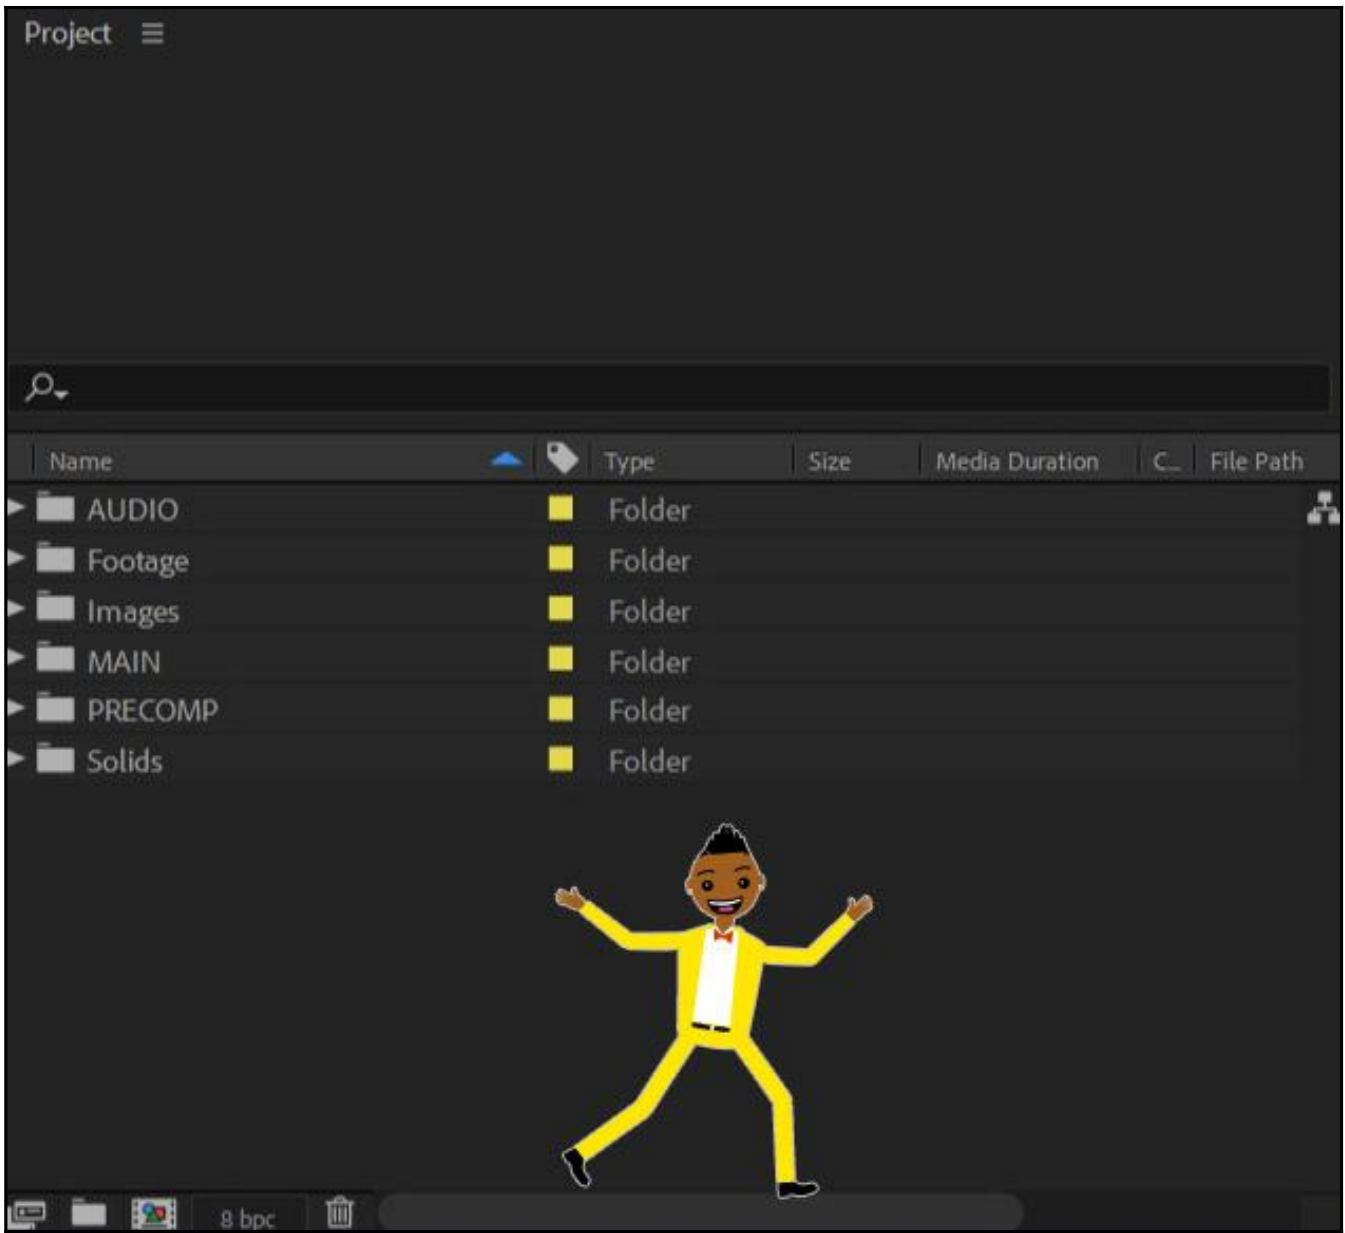 Project
Name Type Size Media Duration C... File Path
AUDIO Folder
Footage Folder
Images Folder
MAIN Folder
PRECOMP Folder
Solids Folder
8 bpc